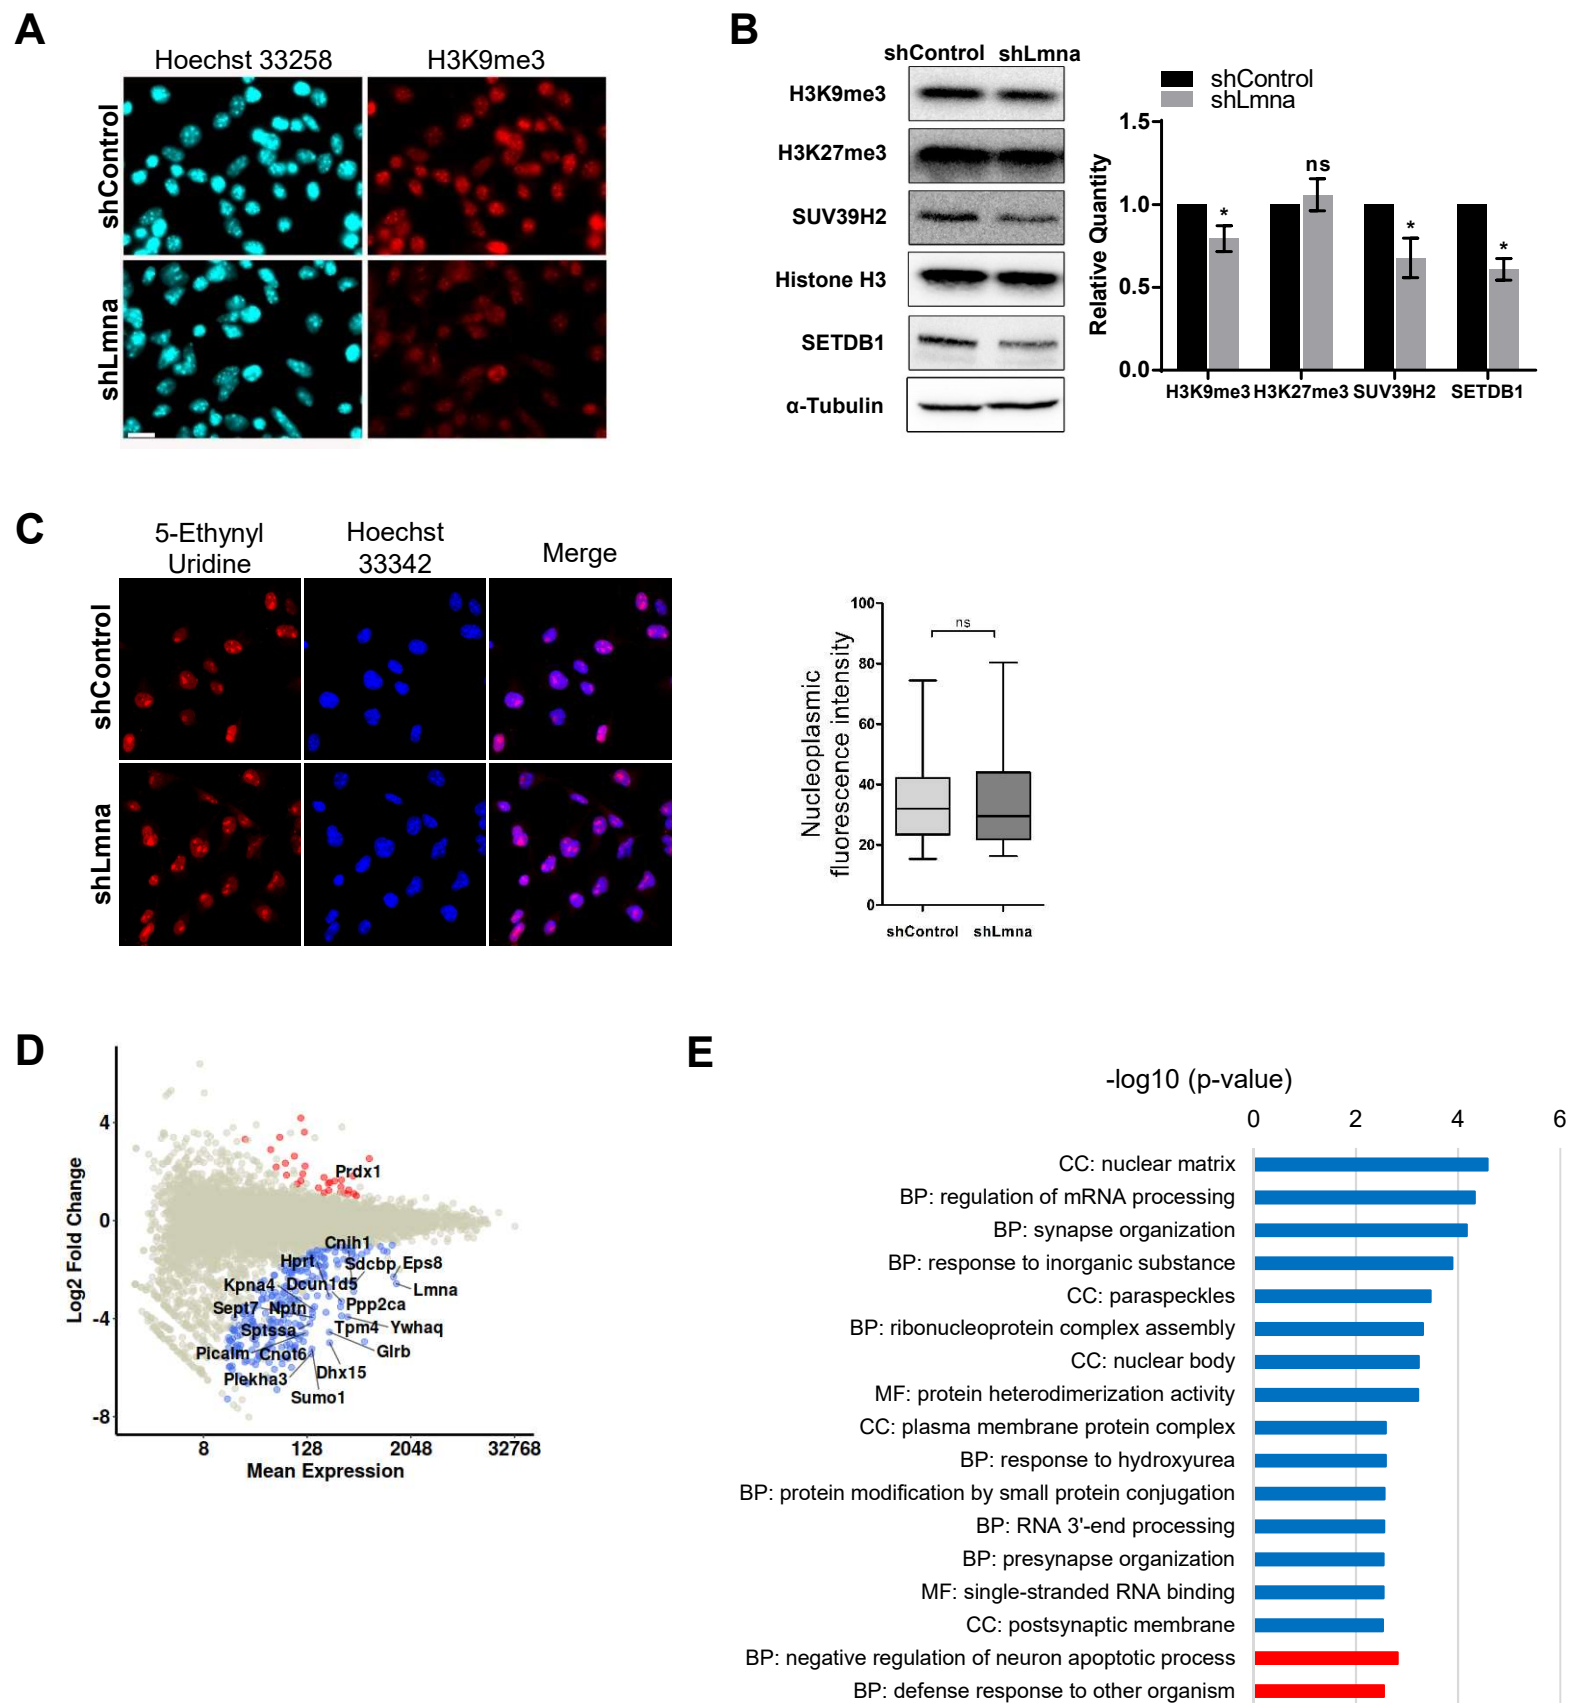 A
Hoechst 33258
H3K9me3
shControl
shLmna
B
shControl
shLmna
H3K9me3
H3K27me3
SUV39H2
Histone H3
SETDB1
α-Tubulin
shControl
shLmna
Relative Quantity
1.5
1.0
0.5
0.0
*
ns
*
*
H3K9me3
H3K27me3
SUV39H2
SETDB1
C
5-Ethynyl
Uridine
Hoechst
33342
Merge
shControl
shLmna
Nucleoplasmic
fluorescence intensity
100
80
60
40
20
0
ns
shControl
shLmna
D
Log2 Fold Change
4
0
-4
-8
Prdx1
Cnih1
Hprt
Sdcbp
Eps8
Kpna4
Dcun1d5
Lmna
Sept7
Nptn
Ppp2ca
Sptssa
Tpm4
Ywhaq
Picalm
Cnot6
Glrb
Plekha3
Dhx15
Sumo1
8
128
2048
32768
Mean Expression
E
-log10 (p-value)
0
2
4
6
CC: nuclear matrix
BP: regulation of mRNA processing
BP: synapse organization
BP: response to inorganic substance
CC: paraspeckles
BP: ribonucleoprotein complex assembly
CC: nuclear body
MF: protein heterodimerization activity
CC: plasma membrane protein complex
BP: response to hydroxyurea
BP: protein modification by small protein conjugation
BP: RNA 3'-end processing
BP: presynapse organization
MF: single-stranded RNA binding
CC: postsynaptic membrane
BP: negative regulation of neuron apoptotic process
BP: defense response to other organism